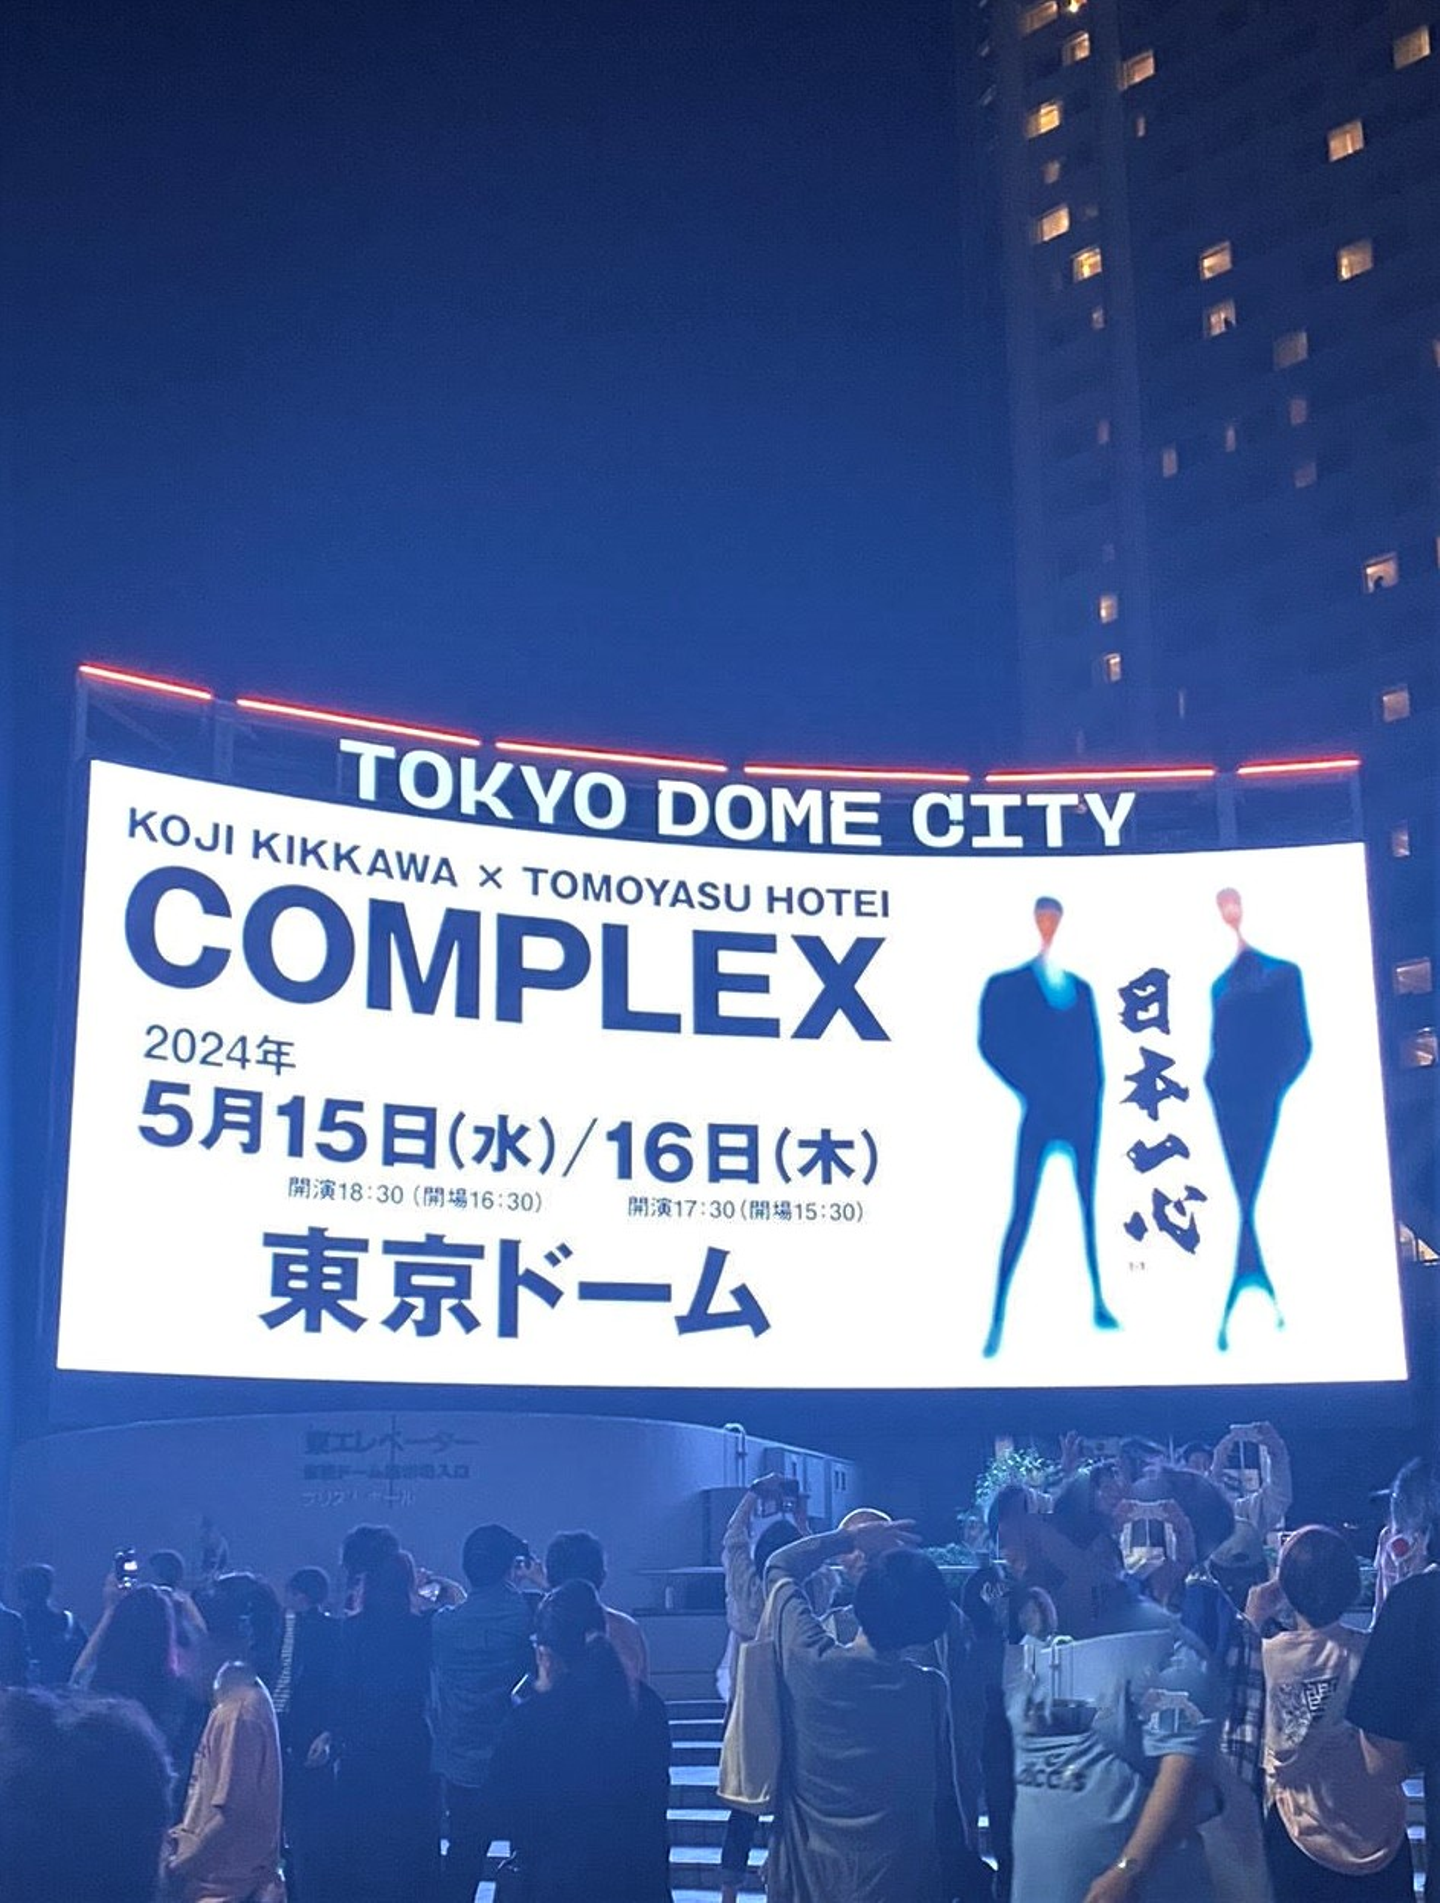 TOKYO DOME CITY
KOJI KIKKAWA × TOMOYASU HOTEI
COMPLEX
2024年
5月15日(水)/16日(木)
開演18:30 (開場16:30)
開演17:30(開場15:30)
東京ドーム
日本一心